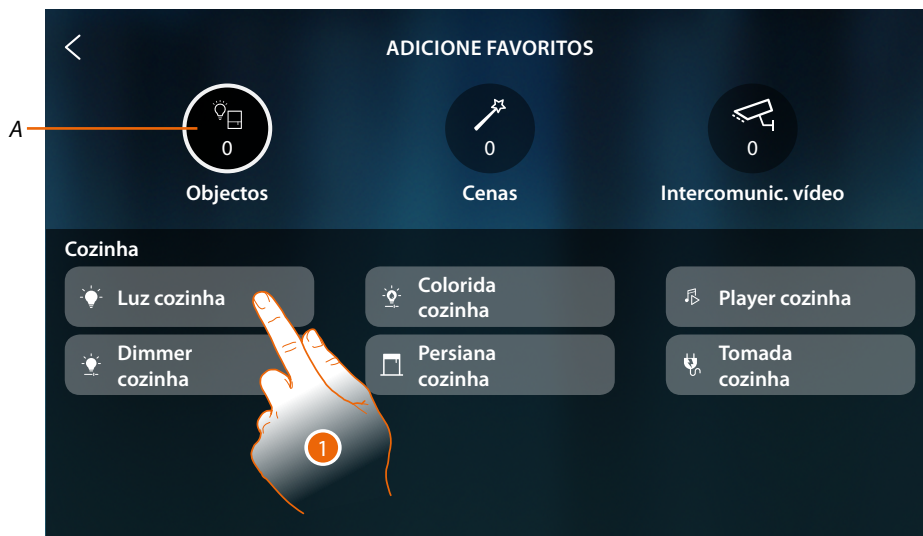 ADICIONE FAVORITOS
A
0
0
0
Objectos
Cenas
Intercomunic. vídeo
Cozinha
Luz cozinha
Colorida
cozinha
Player cozinha
Dimmer
cozinha
Persiana
cozinha
Tomada
cozinha
1